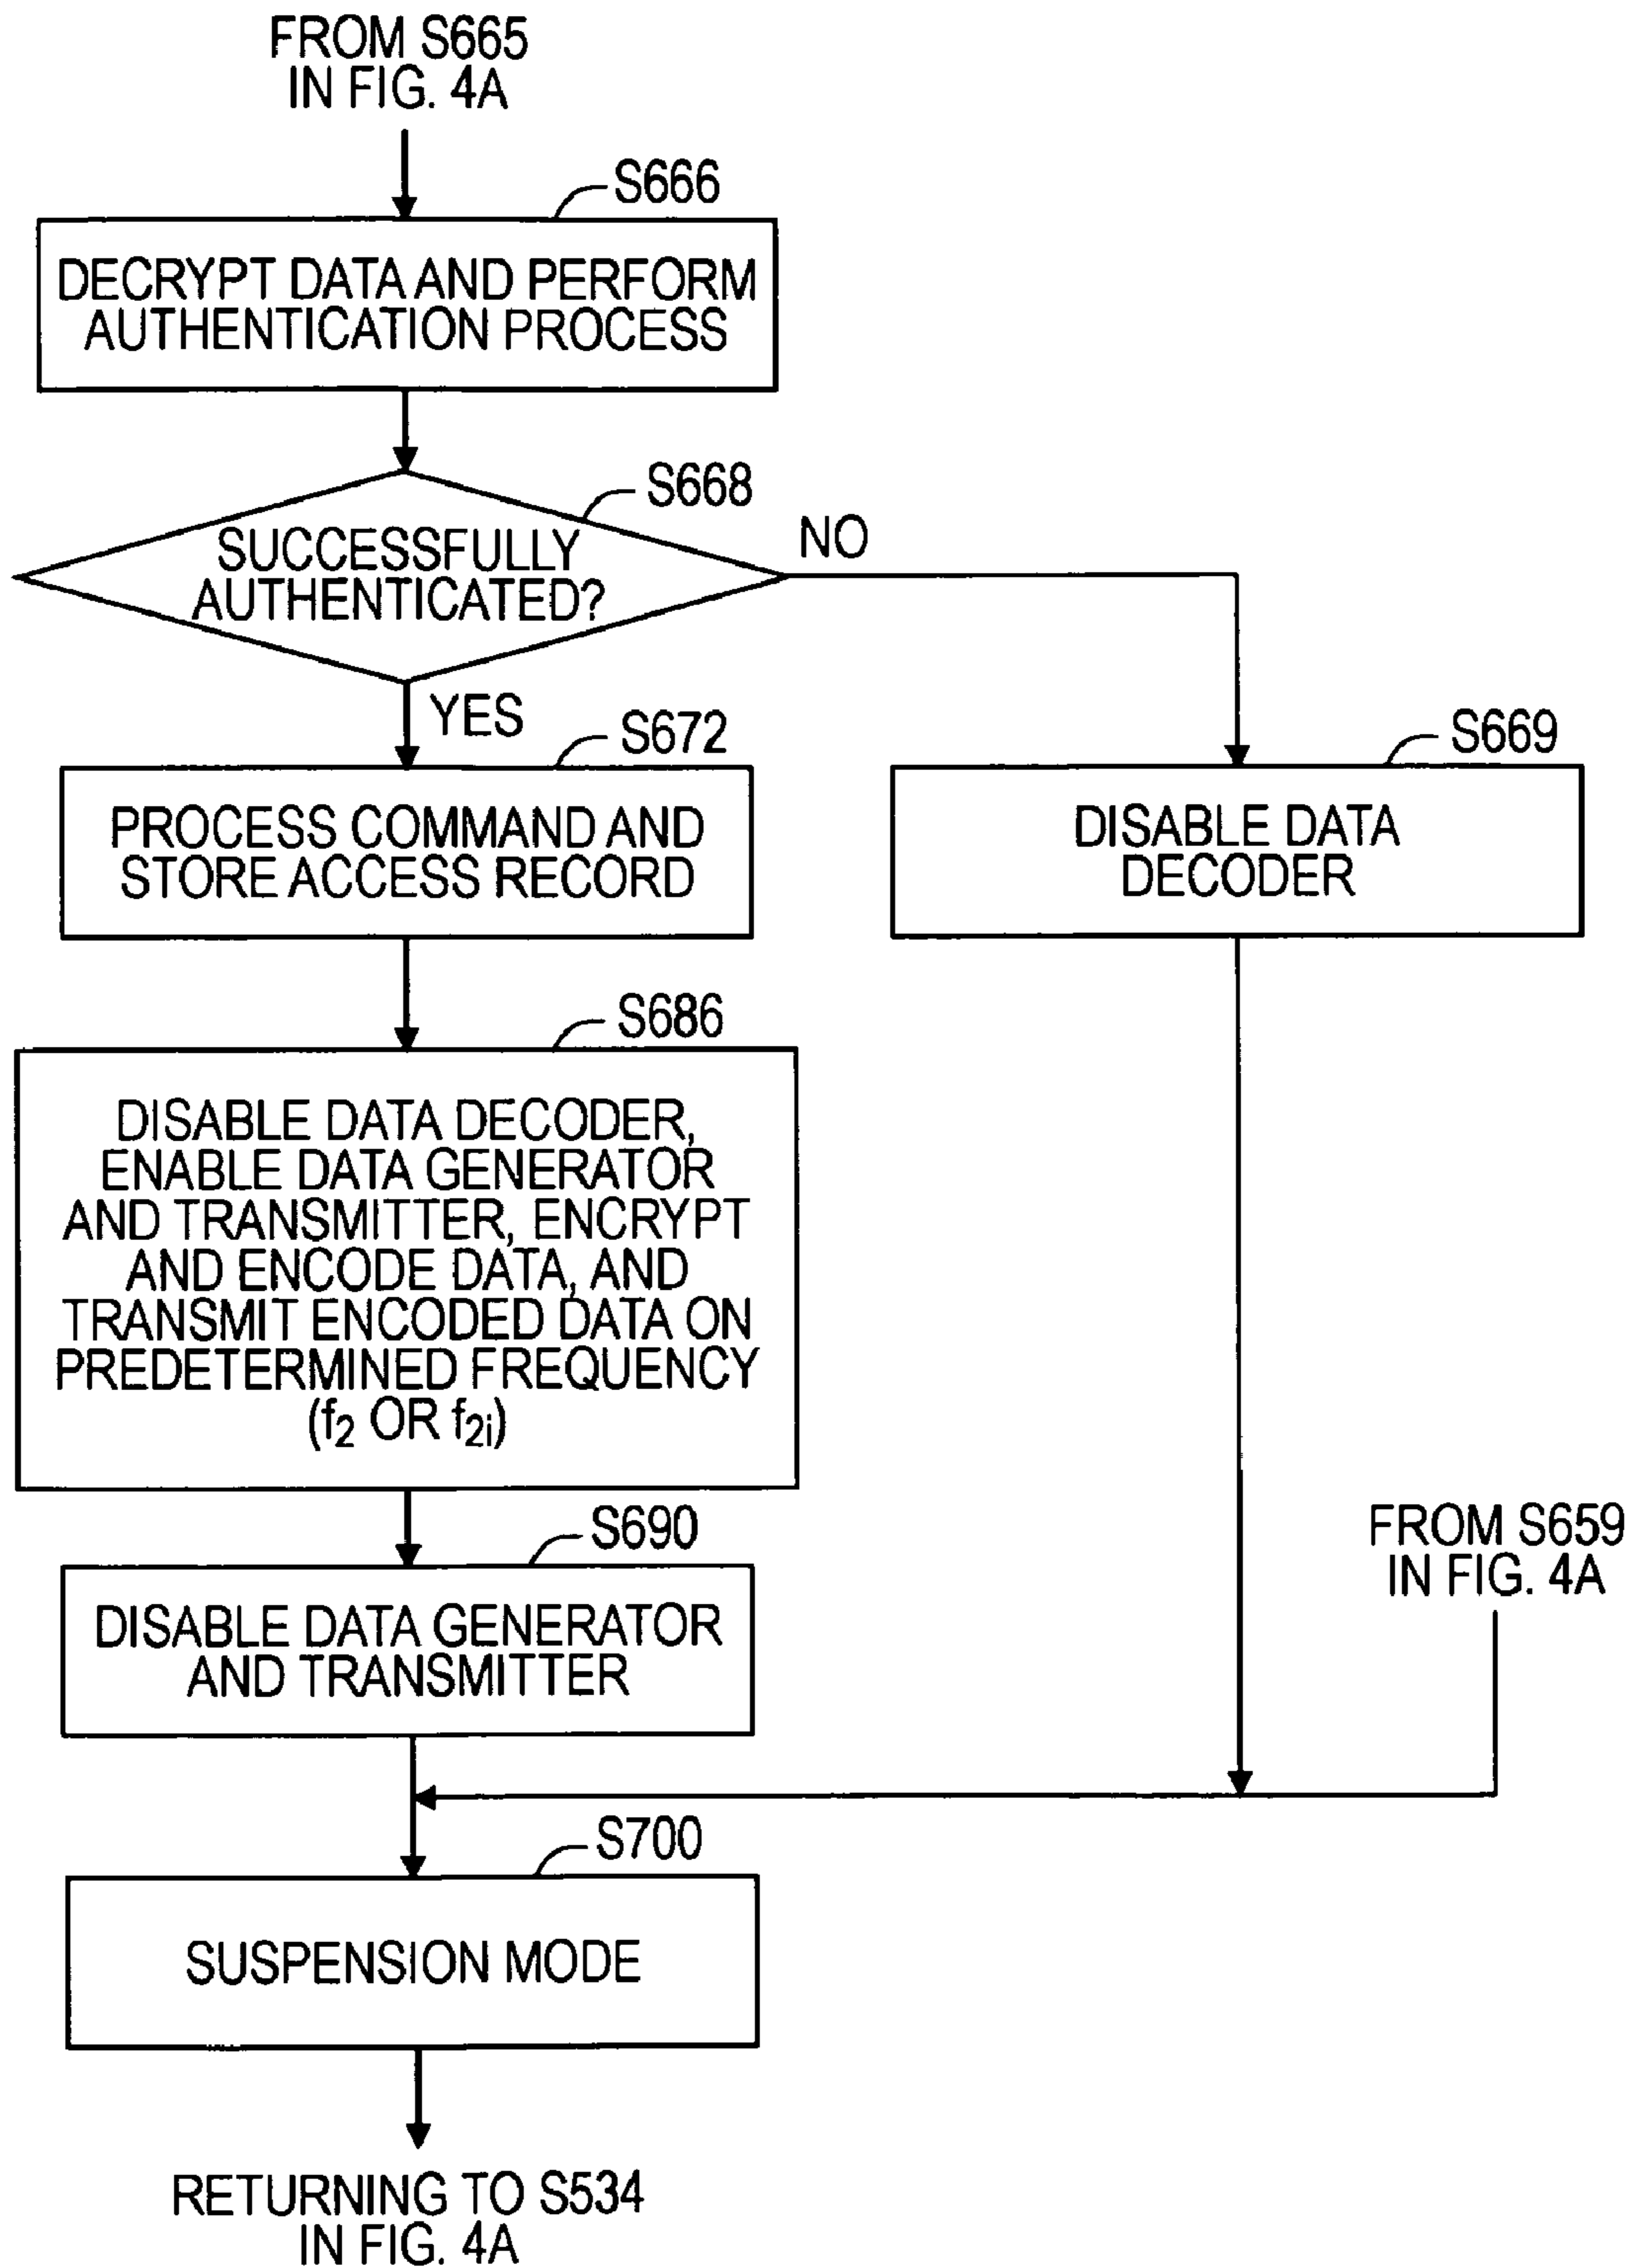 FROM S665
IN FIG. 4A
S666
DECRYPT DATA AND PERFORM
AUTHENTICATION PROCESS
S668
SUCCESSFULLY
AUTHENTICATED?
NO
YES
S672
PROCESS COMMAND AND
STORE ACCESS RECORD
S669
DISABLE DATA
DECODER
S686
DISABLE DATA DECODER,
ENABLE DATA GENERATOR
AND TRANSMITTER, ENCRYPT
AND ENCODE DATA, AND
TRANSMIT ENCODED DATA ON
PREDETERMINED FREQUENCY
(f2 OR f2i)
S690
DISABLE DATA GENERATOR
AND TRANSMITTER
FROM S659
IN FIG. 4A
S700
SUSPENSION MODE
RETURNING TO S534
IN FIG. 4A